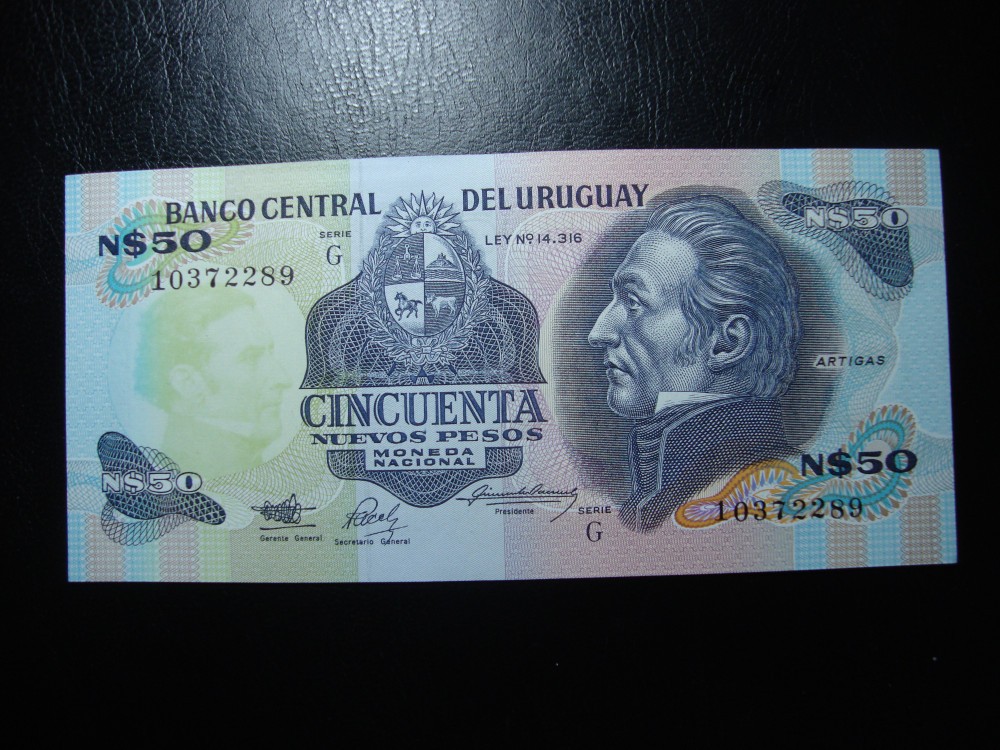 BANCO CENTRAL DEL URUGUAY
N$50
SERIE
G
LEY Nº 14.316
N$50
10372289
ARTIGAS
CINCUENTA
NUEVOS PESOS
MONEDA
NACIONAL
N$50
N$50
10372289
Gerente General
Secretario General
Presidente
SERIE
G